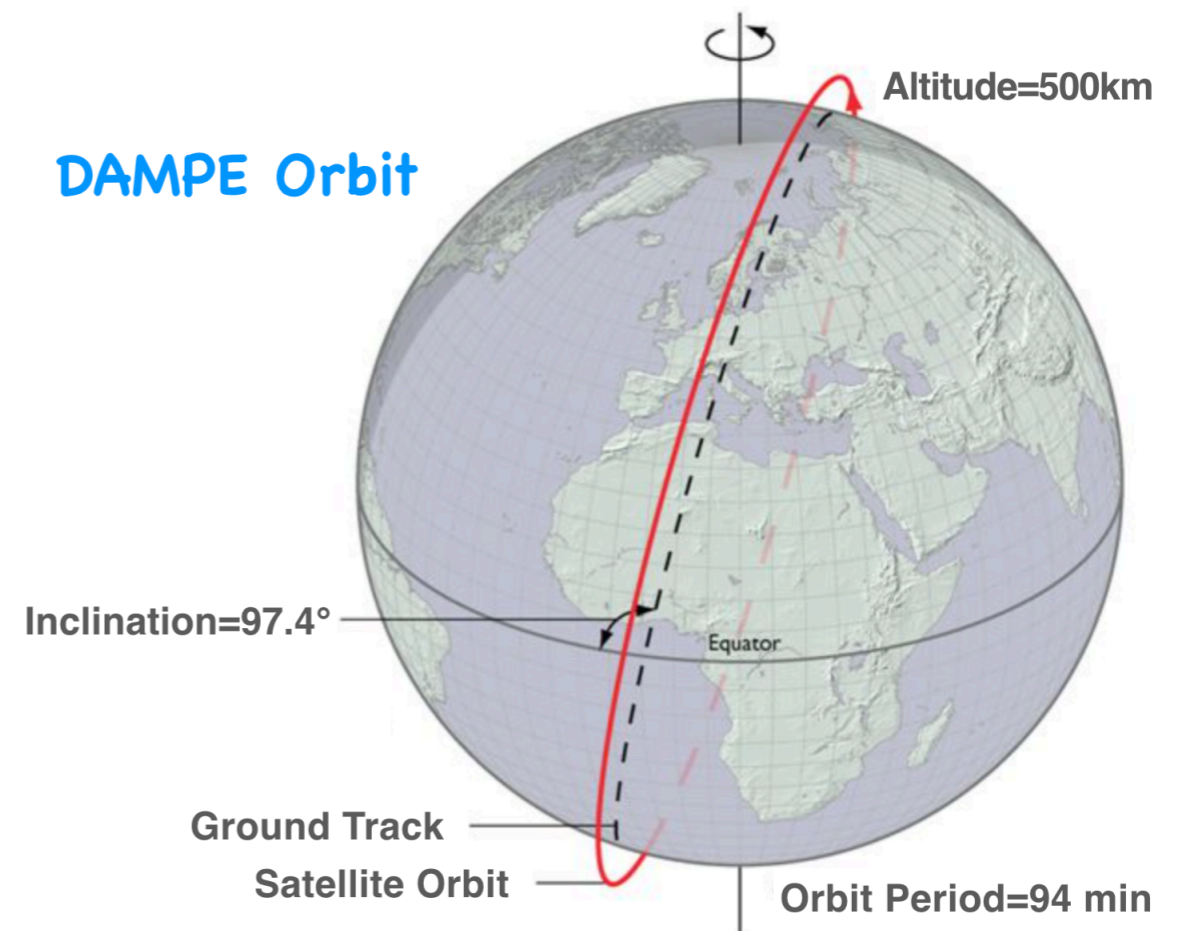 Altitude=500km
DAMPE Orbit
Inclination=97.4°
Equator
Ground Track
Satellite Orbit
Orbit Period=94 min